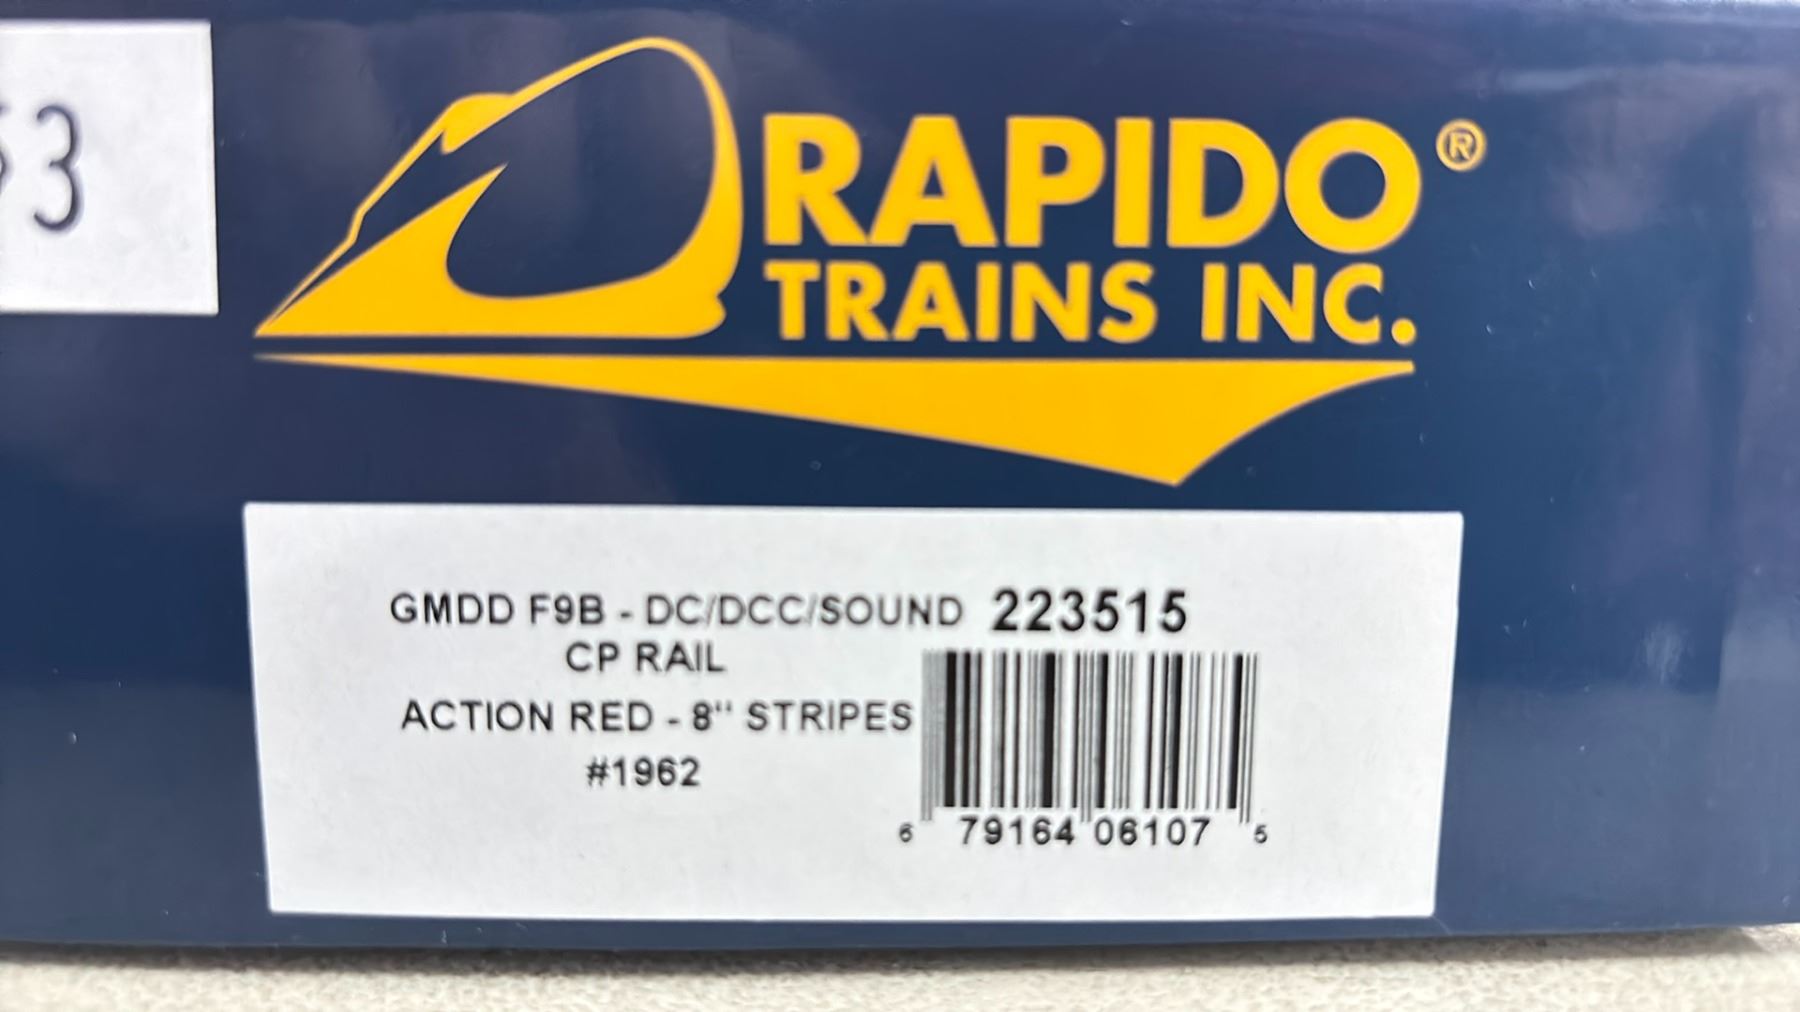 3
RAPIDO®
TRAINS INC.
GMDD F9B - DC/DCC/SOUND 223515
CP RAIL
ACTION RED - 8" STRIPES
#1962
6 79164 06107 5